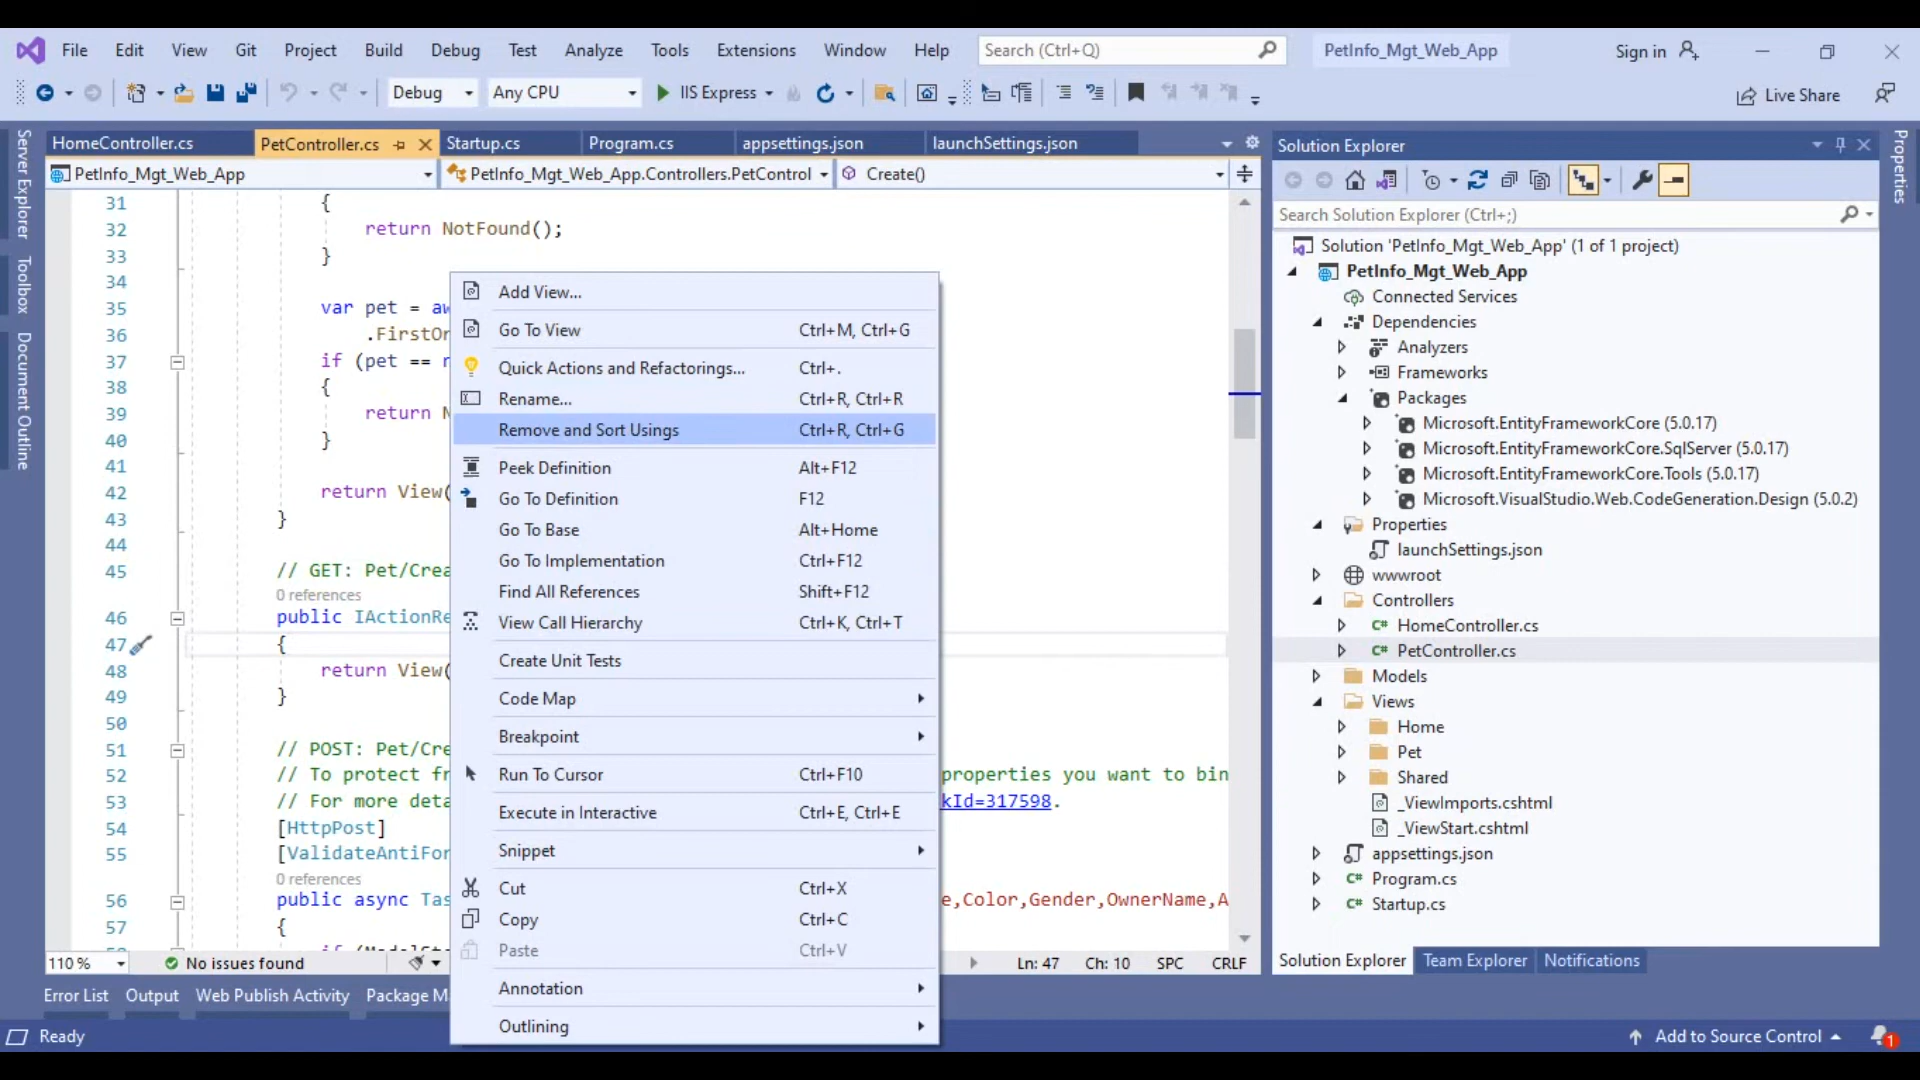 File Edit View Git Project Build Debug Test Analyze Tools Extensions Window Help Search (Ctrl+Q) PetInfo_Mgt_Web_App Sign in
Debug Any CPU IIS Express Live Share
Server Explorer
Toolbox
Document Outline
HomeController.cs PetController.cs Startup.cs Program.cs appsettings.json launchSettings.json
PetInfo_Mgt_Web_App PetInfo_Mgt_Web_App.Controllers.PetControl Create()
31 {
32 return NotFound();
33 }
34
35 var pet = aw
36 .FirstOr
37 if (pet == n
38 {
39 return N
40 }
41
42 return View(
43 }
44
45 // GET: Pet/Crea
0 references
46 public IActionRe
47 {
48 return View(
49 }
50
51 // POST: Pet/Cre
52 // To protect fr properties you want to bin
53 // For more deta kId=317598.
54 [HttpPost]
55 [ValidateAntiFor
0 references
56 public async Tas e,Color,Gender,OwnerName,A
57 {
Add View...
Go To View Ctrl+M, Ctrl+G
Quick Actions and Refactorings... Ctrl+.
Rename... Ctrl+R, Ctrl+R
Remove and Sort Usings Ctrl+R, Ctrl+G
Peek Definition Alt+F12
Go To Definition F12
Go To Base Alt+Home
Go To Implementation Ctrl+F12
Find All References Shift+F12
View Call Hierarchy Ctrl+K, Ctrl+T
Create Unit Tests
Code Map
Breakpoint
Run To Cursor Ctrl+F10
Execute in Interactive Ctrl+E, Ctrl+E
Snippet
Cut Ctrl+X
Copy Ctrl+C
Paste Ctrl+V
Annotation
Outlining
110 % No issues found Ln: 47 Ch: 10 SPC CRLF
Solution Explorer
Search Solution Explorer (Ctrl+;)
Solution 'PetInfo_Mgt_Web_App' (1 of 1 project)
PetInfo_Mgt_Web_App
Connected Services
Dependencies
Analyzers
Frameworks
Packages
Microsoft.EntityFrameworkCore (5.0.17)
Microsoft.EntityFrameworkCore.SqlServer (5.0.17)
Microsoft.EntityFrameworkCore.Tools (5.0.17)
Microsoft.VisualStudio.Web.CodeGeneration.Design (5.0.2)
Properties
launchSettings.json
wwwroot
Controllers
C# HomeController.cs
C# PetController.cs
Models
Views
Home
Pet
Shared
_ViewImports.cshtml
_ViewStart.cshtml
appsettings.json
C# Program.cs
C# Startup.cs
Solution Explorer Team Explorer Notifications
Properties
Error List Output Web Publish Activity Package M
Ready Add to Source Control 1